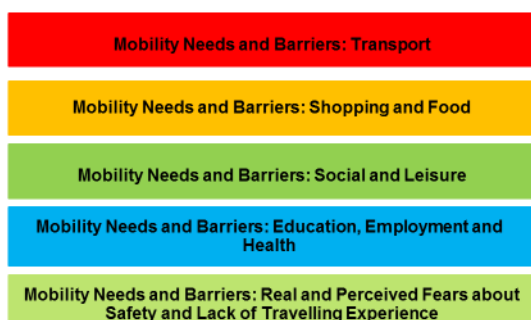 Mobility Needs and Barriers: Transport
Mobility Needs and Barriers: Shopping and Food
Mobility Needs and Barriers: Social and Leisure
Mobility Needs and Barriers: Education, Employment and
Health
Mobility Needs and Barriers: Real and Perceived Fears about
Safety and Lack of Travelling Experience